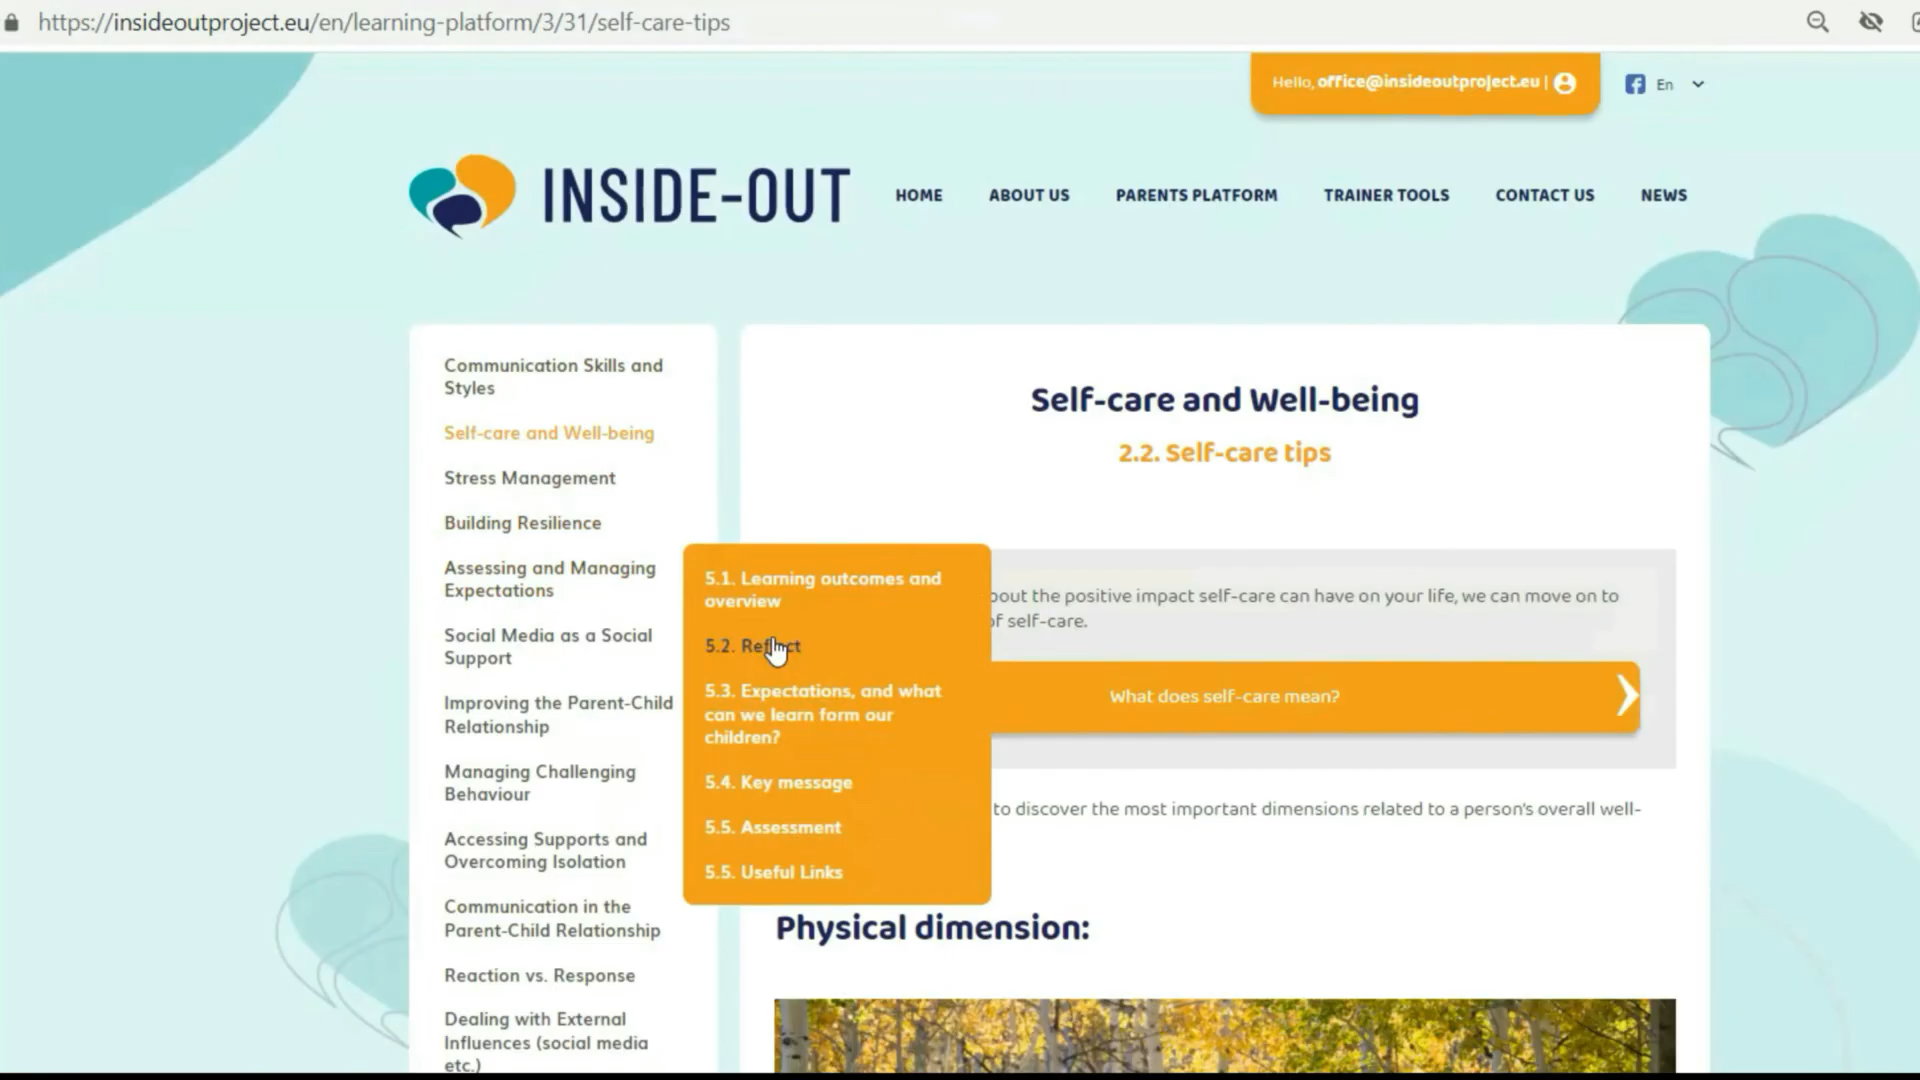 https://insideoutproject.eu/en/learning-platform/3/31/self-care-tips
Hello, office@insideoutproject.eu |
En
INSIDE-OUT
HOME
ABOUT US
PARENTS PLATFORM
TRAINER TOOLS
CONTACT US
NEWS
Communication Skills and
Styles
Self-care and Well-being
Stress Management
Building Resilience
Assessing and Managing
Expectations
Social Media as a Social
Support
Improving the Parent-Child
Relationship
Managing Challenging
Behaviour
Accessing Supports and
Overcoming Isolation
Communication in the
Parent-Child Relationship
Reaction vs. Response
Dealing with External
Influences (social media
etc.)
5.1. Learning outcomes and
overview
5.2. Reflect
5.3. Expectations, and what
can we learn form our
children?
5.4. Key message
5.5. Assessment
5.5. Useful Links
Self-care and Well-being
2.2. Self-care tips
the positive impact self-care can have on your life, we can move on to
of self-care.
What does self-care mean?
to discover the most important dimensions related to a person's overall well-
Physical dimension: